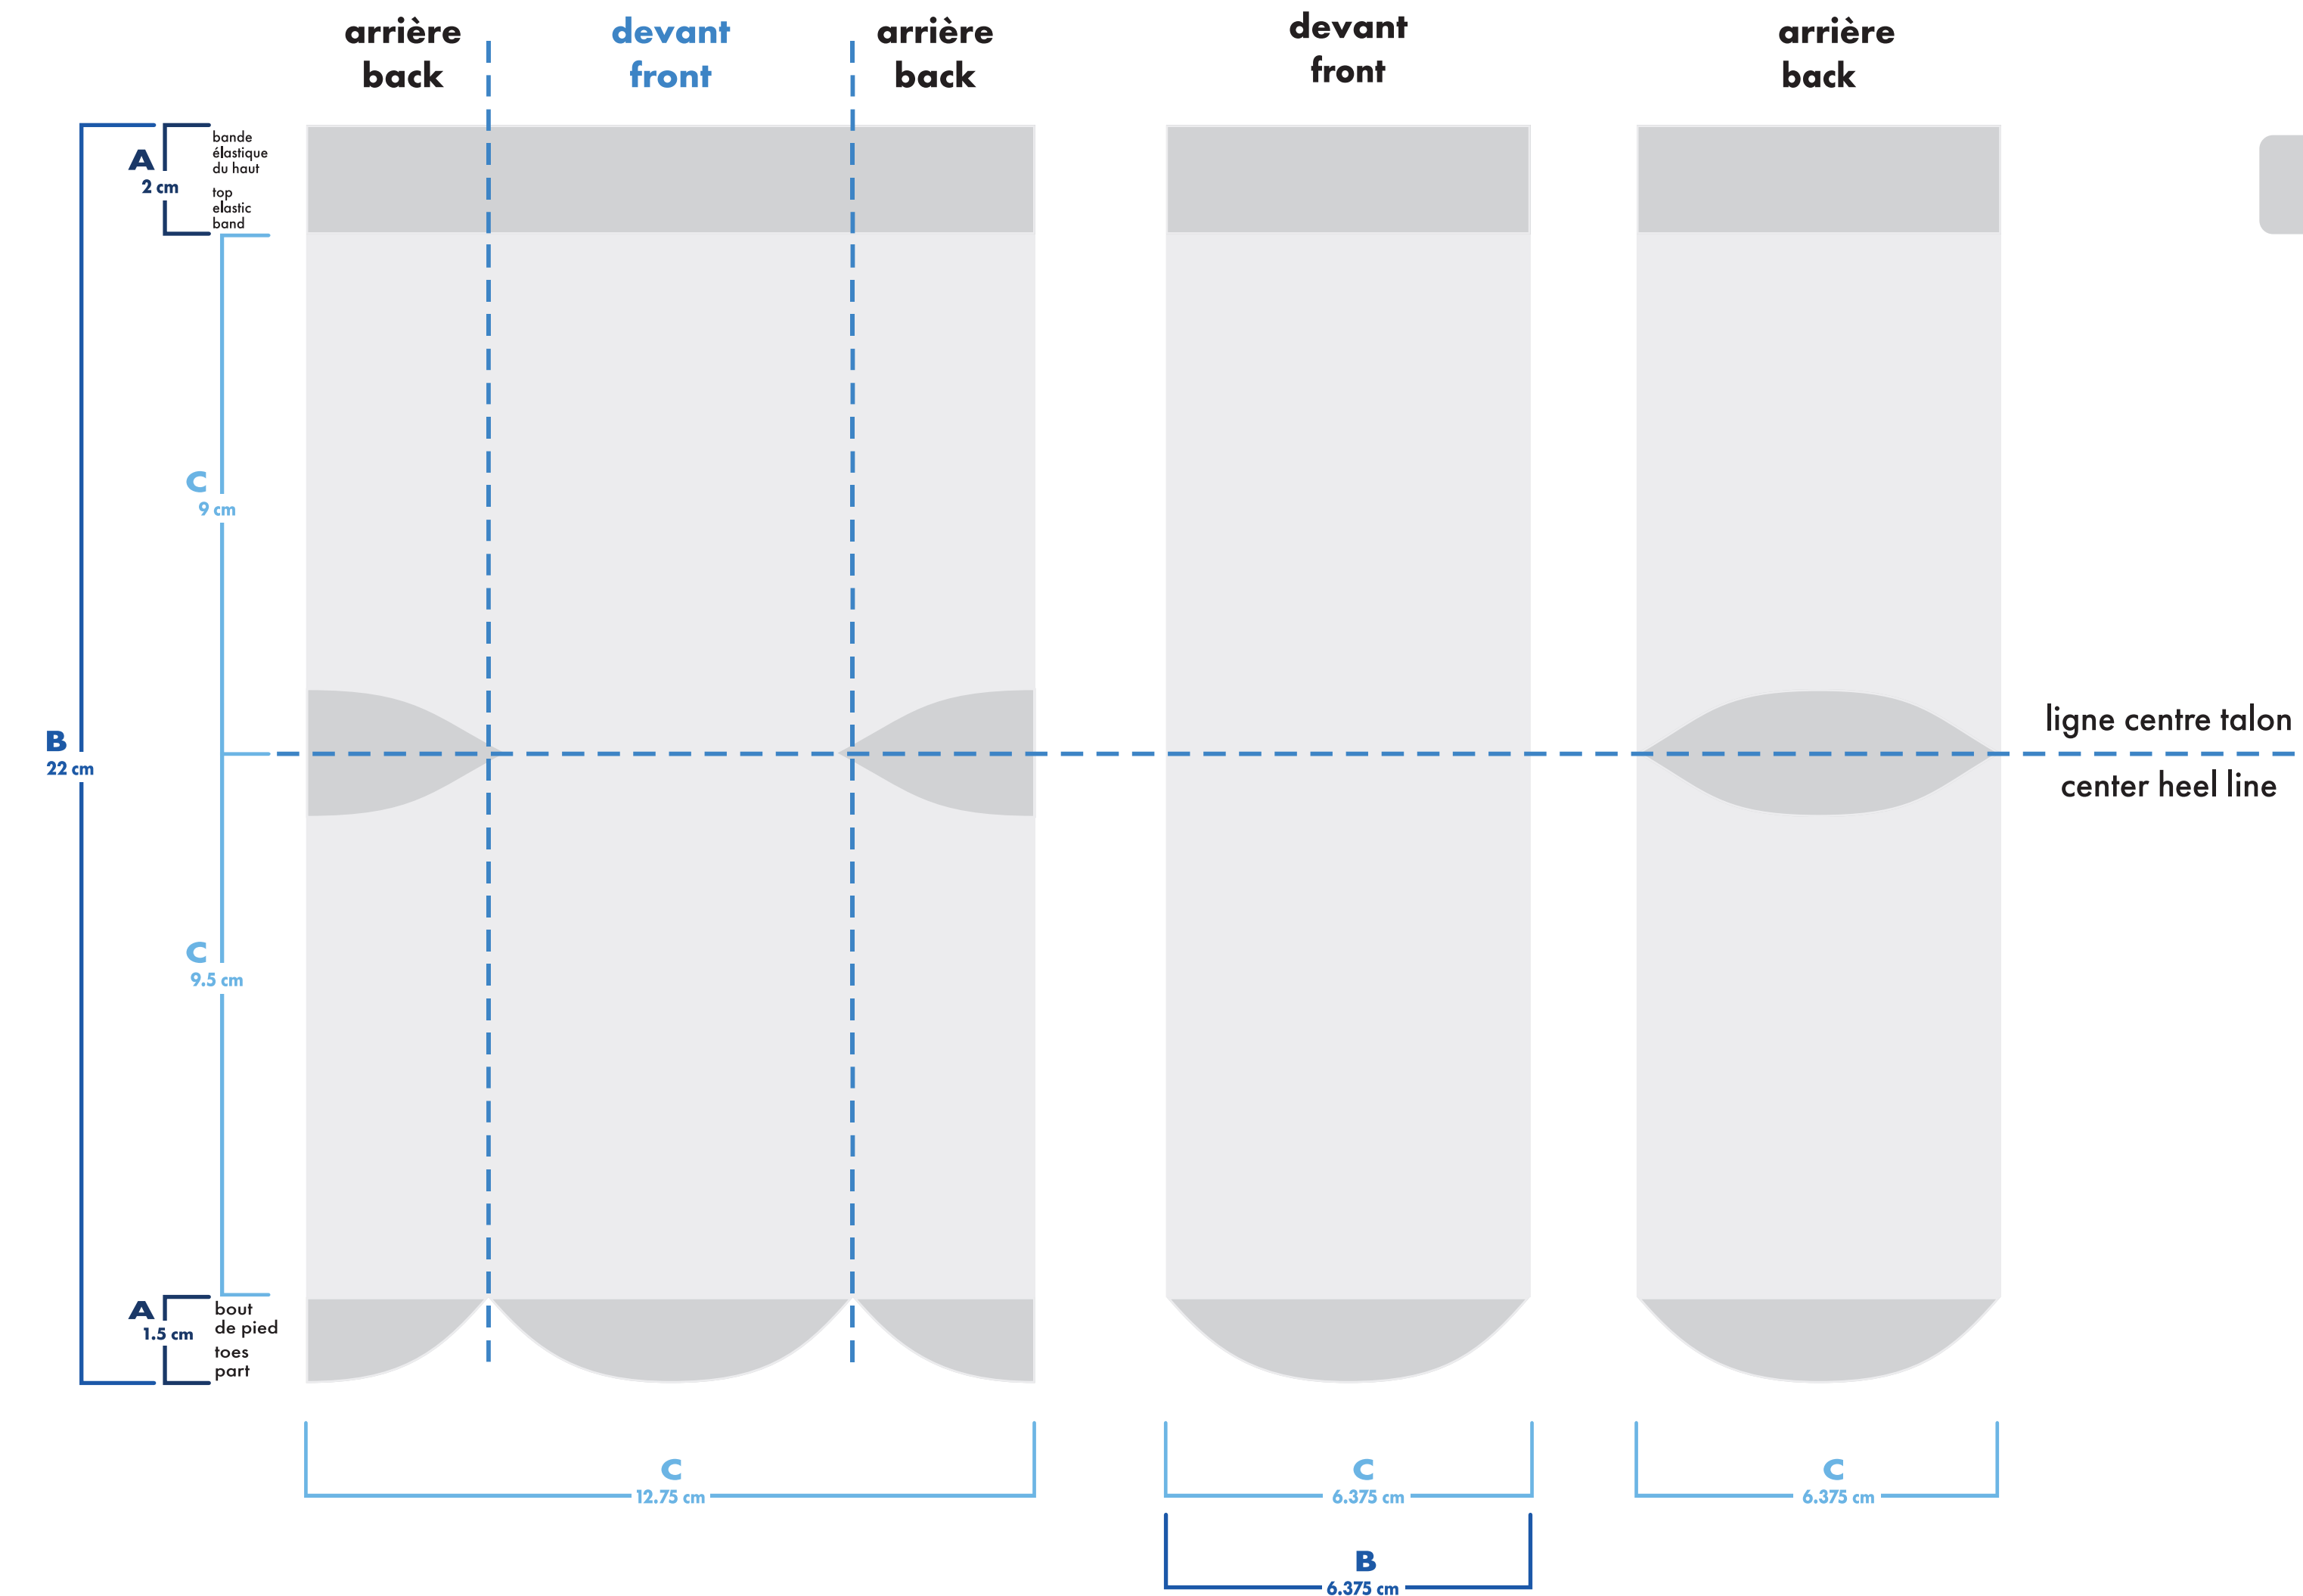 arrière
back
devant
front
arrière
back
devant
front
arrière
back
A
2 cm
bande
élastique
du haut
top
elastic
band
C
9 cm
B
22 cm
ligne centre talon
center heel line
C
9.5 cm
A
1.5 cm
bout
de pied
toes
part
C
12.75 cm
C
6.375 cm
C
6.375 cm
B
6.375 cm